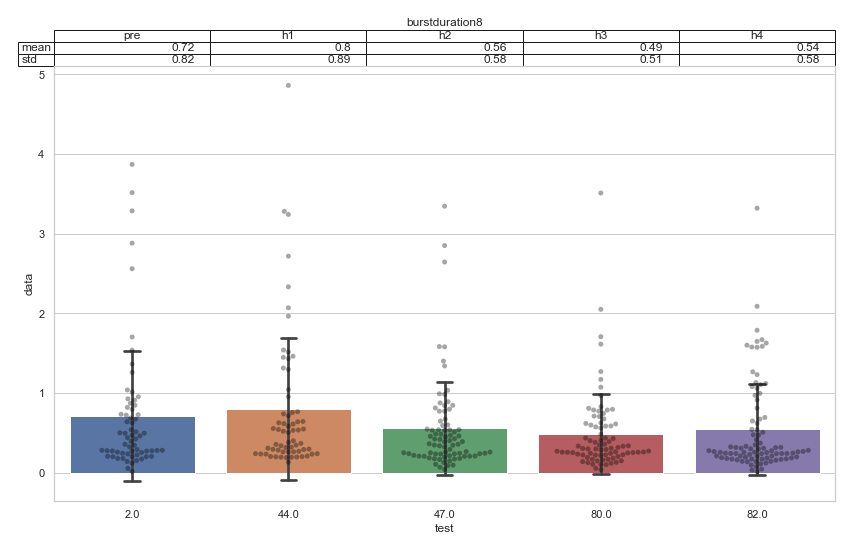 burstduration8
pre h1 h2 h3 h4
mean 0.72 0.8 0.56 0.49 0.54
std 0.82 0.89 0.58 0.51 0.58
5
4
3
2
1
0
data
2.0 44.0 47.0 80.0 82.0
test